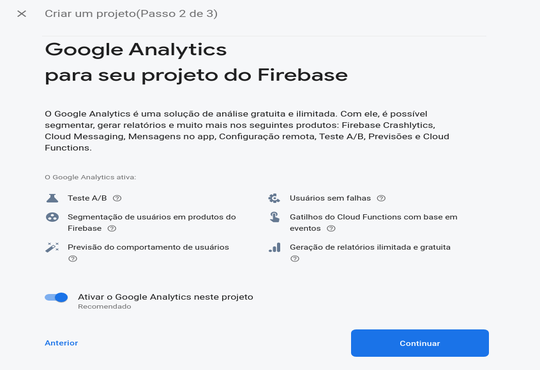 Criar um projeto(Passo 2 de 3)
Google Analytics
para seu projeto do Firebase
O Google Analytics é uma solução de análise gratuita e ilimitada. Com ele, é possível
segmentar, gerar relatórios e muito mais nos seguintes produtos: Firebase Crashlytics,
Cloud Messaging, Mensagens no app, Configuração remota, Teste A/B, Previsões e Cloud
Functions.
O Google Analytics ativa:
Teste A/B
Usuários sem falhas
Segmentação de usuários em produtos do
Firebase
Gatilhos do Cloud Functions com base em
eventos
Previsão do comportamento de usuários
Geração de relatórios ilimitada e gratuita
Ativar o Google Analytics neste projeto
Recomendado
Anterior
Continuar